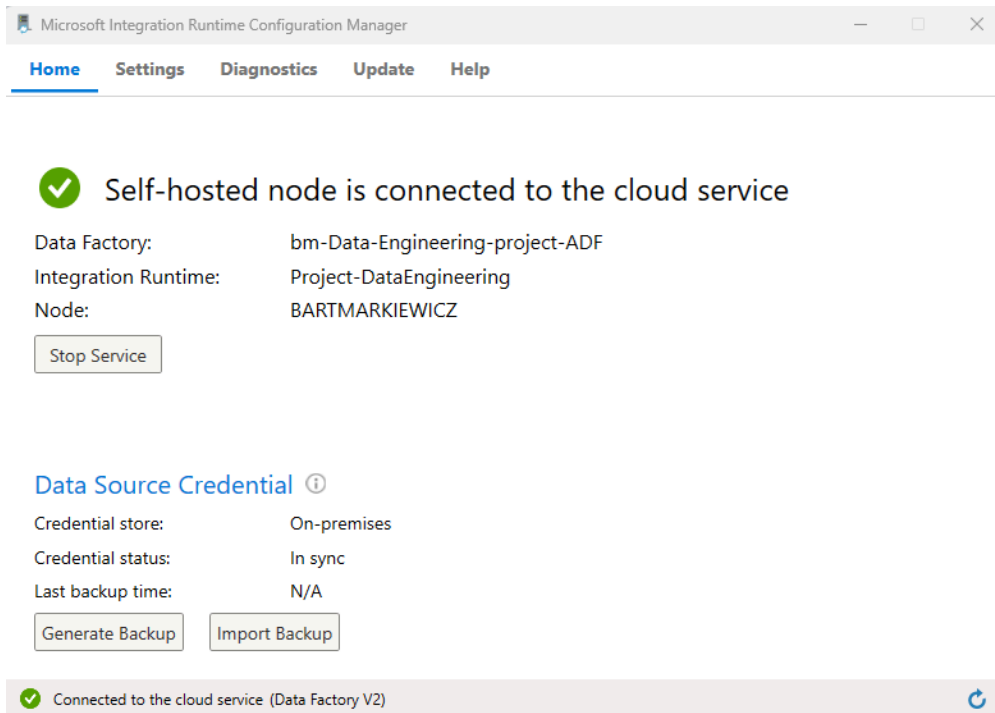 Microsoft Integration Runtime Configuration Manager
Home Settings Diagnostics Update Help
Self-hosted node is connected to the cloud service
Data Factory: bm-Data-Engineering-project-ADF
Integration Runtime: Project-DataEngineering
Node: BARTMARKIEWICZ
Stop Service
Data Source Credential
Credential store: On-premises
Credential status: In sync
Last backup time: N/A
Generate Backup Import Backup
Connected to the cloud service (Data Factory V2)